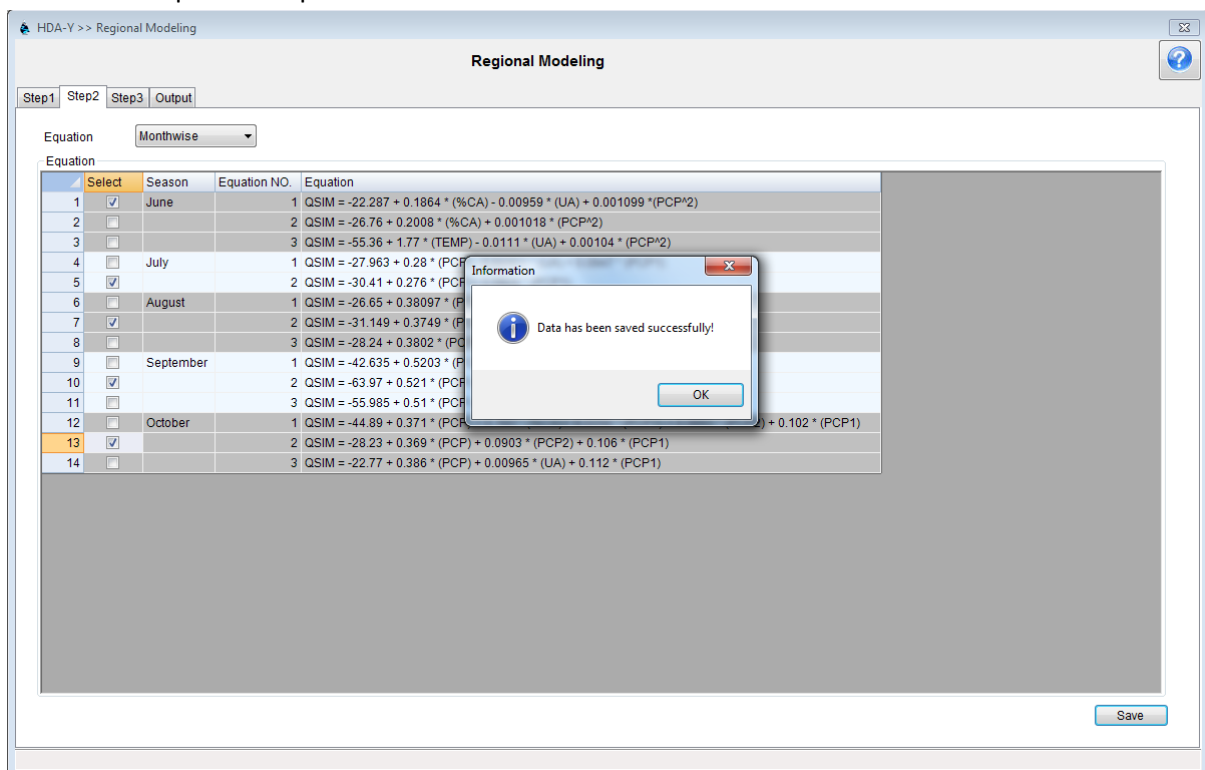 HDA-Y >> Regional Modeling
Regional Modeling
Step1 Step2 Step3 Output
Equation Monthwise
Equation
Select Season Equation NO. Equation
1 June 1 QSIM = -22.287 + 0.1864 * (%CA) - 0.00959 * (UA) + 0.001099 *(PCP^2)
2 2 QSIM = -26.76 + 0.2008 * (%CA) + 0.001018 * (PCP^2)
3 3 QSIM = -55.36 + 1.77 * (TEMP) - 0.0111 * (UA) + 0.00104 * (PCP^2)
4 July 1 QSIM = -27.963 + 0.28 * (PCP
5 2 QSIM = -30.41 + 0.276 * (PCP
6 August 1 QSIM = -26.65 + 0.38097 * (P
7 2 QSIM = -31.149 + 0.3749 * (P
8 3 QSIM = -28.24 + 0.3802 * (PC
9 September 1 QSIM = -42.635 + 0.5203 * (P
10 2 QSIM = -63.97 + 0.521 * (PCP
11 3 QSIM = -55.985 + 0.51 * (PCP
12 October 1 QSIM = -44.89 + 0.371 * (PCP 2) + 0.102 * (PCP1)
13 2 QSIM = -28.23 + 0.369 * (PCP) + 0.0903 * (PCP2) + 0.106 * (PCP1)
14 3 QSIM = -22.77 + 0.386 * (PCP) + 0.00965 * (UA) + 0.112 * (PCP1)
Information
Data has been saved successfully!
OK
Save